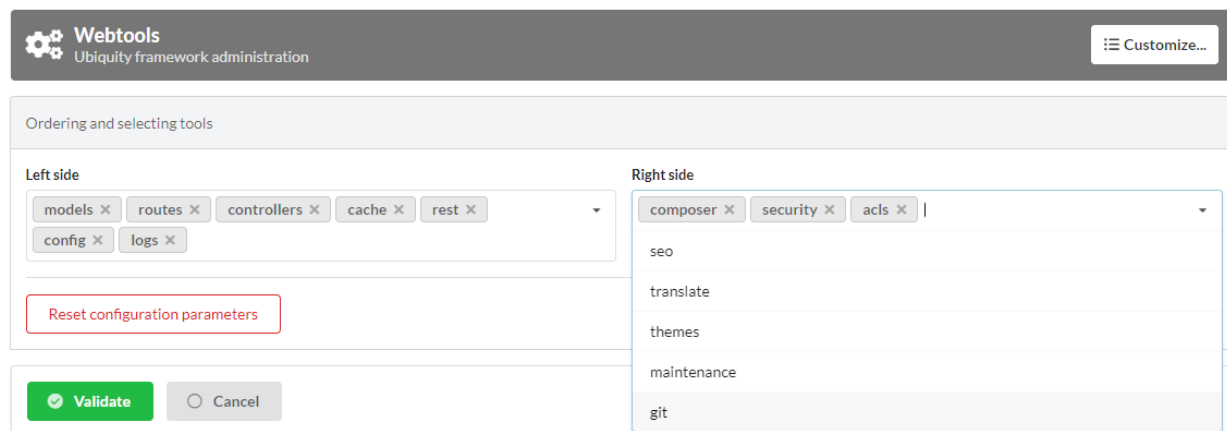 Webtools
Ubiquity framework administration
Customize...
Ordering and selecting tools
Left side
models routes controllers cache rest
config logs
Right side
composer security acls
seo
translate
themes
maintenance
git
Reset configuration parameters
Validate Cancel